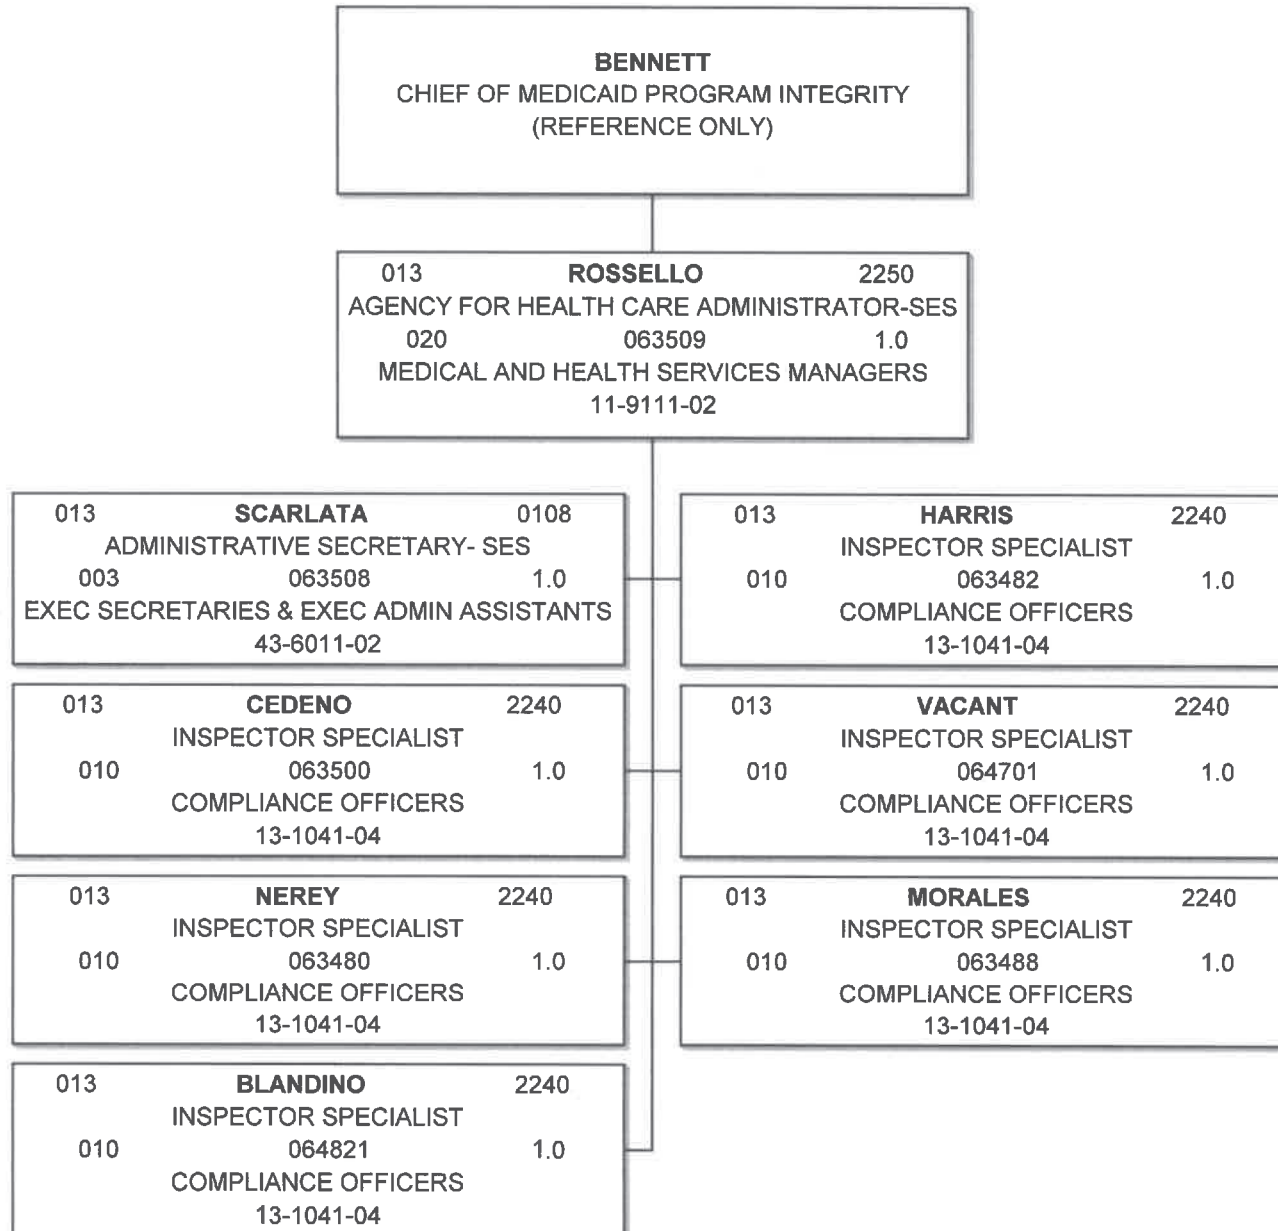 BENNETT
CHIEF OF MEDICAID PROGRAM INTEGRITY
(REFERENCE ONLY)
013 ROSSELLO 2250
AGENCY FOR HEALTH CARE ADMINISTRATOR-SES
020 063509 1.0
MEDICAL AND HEALTH SERVICES MANAGERS
11-9111-02
013 SCARLATA 0108
ADMINISTRATIVE SECRETARY- SES
003 063508 1.0
EXEC SECRETARIES & EXEC ADMIN ASSISTANTS
43-6011-02
013 HARRIS 2240
INSPECTOR SPECIALIST
010 063482 1.0
COMPLIANCE OFFICERS
13-1041-04
013 CEDENO 2240
INSPECTOR SPECIALIST
010 063500 1.0
COMPLIANCE OFFICERS
13-1041-04
013 VACANT 2240
INSPECTOR SPECIALIST
010 064701 1.0
COMPLIANCE OFFICERS
13-1041-04
013 NEREY 2240
INSPECTOR SPECIALIST
010 063480 1.0
COMPLIANCE OFFICERS
13-1041-04
013 MORALES 2240
INSPECTOR SPECIALIST
010 063488 1.0
COMPLIANCE OFFICERS
13-1041-04
013 BLANDINO 2240
INSPECTOR SPECIALIST
010 064821 1.0
COMPLIANCE OFFICERS
13-1041-04